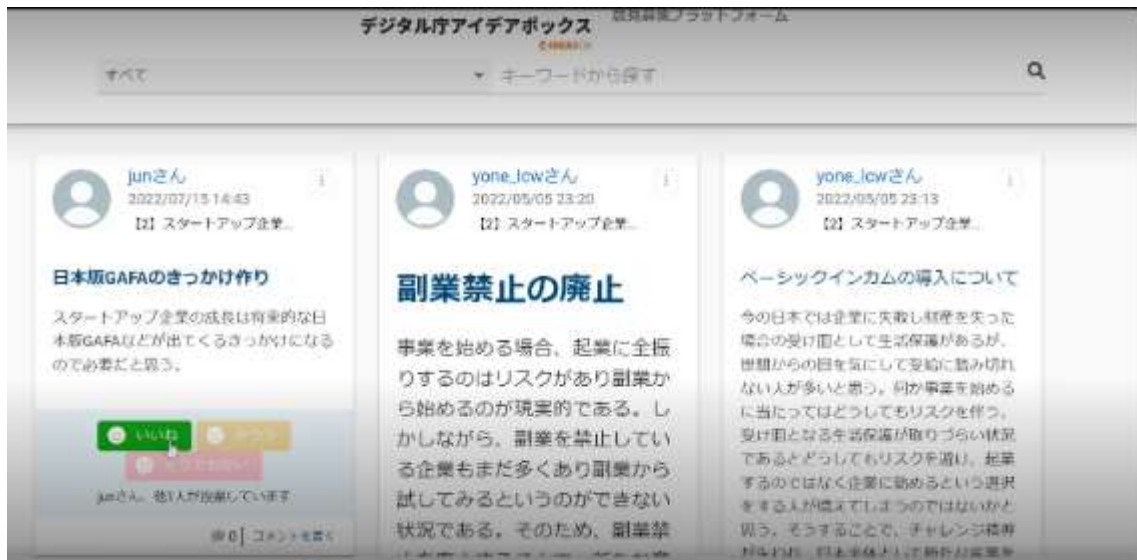 デジタル庁アイデアボックス
すべて
キーワードから探す
junさん
2022/07/15 14:43
【2】スタートアップ企業...
日本版GAFAのきっかけ作り
スタートアップ企業の成長は将来的な日
本版GAFAなどが出てくるきっかけになる
ので必要だと思う。
いいね
junさん、他1人が投票しています
0 コメントを書く
yone_lowさん
2022/05/05 23:20
【2】スタートアップ企業...
副業禁止の廃止
事業を始める場合、起業に全振
りするのはリスクがあり副業か
ら始めるのが現実的である。し
かしながら、副業を禁止してい
る企業もまだ多くあり副業から
試してみるというのができない
状況である。そのため、副業禁
yone_lowさん
2022/05/05 23:13
【2】スタートアップ企業...
ベーシックインカムの導入について
今の日本では企業に失敗し財産を失った
場合の受け皿として生活保護があるが、
世間からの目を気にして受給に踏み切れ
ない人が多いと思う。何か事業を始める
に当たってはどうしてもリスクを伴う。
受け皿となる生活保護が取りづらい状況
であるとどうしてもリスクを避け、起業
するのではなく企業に勤めるという選択
をする人が増えてしまうのではないかと
思う。そうすることで、チャレンジ精神